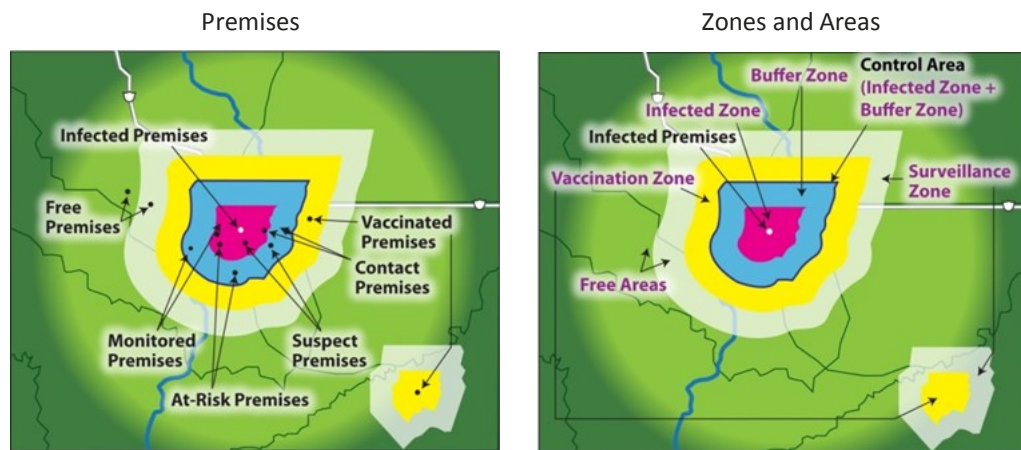 Premises
Infected Premises
Free
Premises
Vaccinated
Premises
Contact
Premises
Monitored
Premises
Suspect
Premises
At-Risk Premises
Zones and Areas
Buffer Zone
Control Area
(Infected Zone +
Buffer Zone)
Infected Zone
Infected Premises
Vaccination Zone
Surveillance
Zone
Free Areas